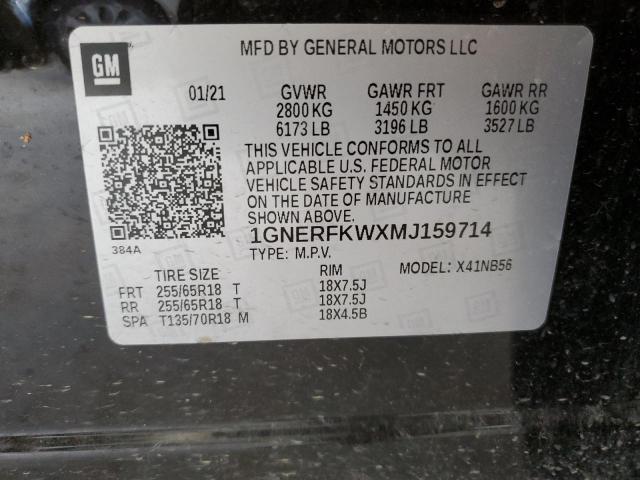 GM
MFD BY GENERAL MOTORS LLC
01/21 GVWR GAWR FRT GAWR RR
2800 KG 1450 KG 1600 KG
6173 LB 3196 LB 3527 LB
THIS VEHICLE CONFORMS TO ALL
APPLICABLE U.S. FEDERAL MOTOR
VEHICLE SAFETY STANDARDS IN EFFECT
ON THE DATE OF MANUFACTURE
SHOWN ABOVE.
384A
1GNERFKWXMJ159714
TYPE: M.P.V. MODEL: X41NB56
TIRE SIZE RIM
FRT 255/65R18 T 18X7.5J
RR 255/65R18 T 18X7.5J
SPA T135/70R18 M 18X4.5B